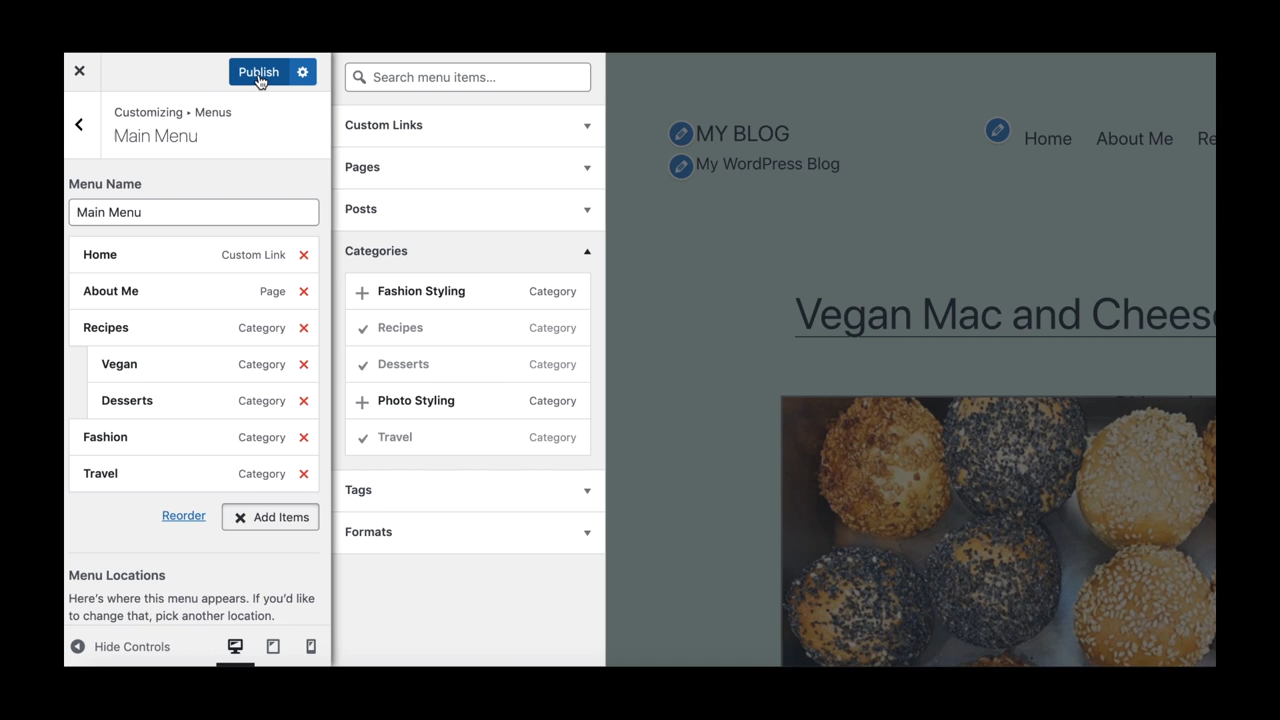 Publish
Customizing ▸ Menus
Main Menu
Menu Name
Main Menu
Home Custom Link
About Me Page
Recipes Category
Vegan Category
Desserts Category
Fashion Category
Travel Category
Reorder Add Items
Menu Locations
Here's where this menu appears. If you'd like
to change that, pick another location.
Hide Controls
Search menu items...
Custom Links
Pages
Posts
Categories
Fashion Styling Category
Recipes Category
Desserts Category
Photo Styling Category
Travel Category
Tags
Formats
MY BLOG
My WordPress Blog
Home About Me Re
Vegan Mac and Cheese